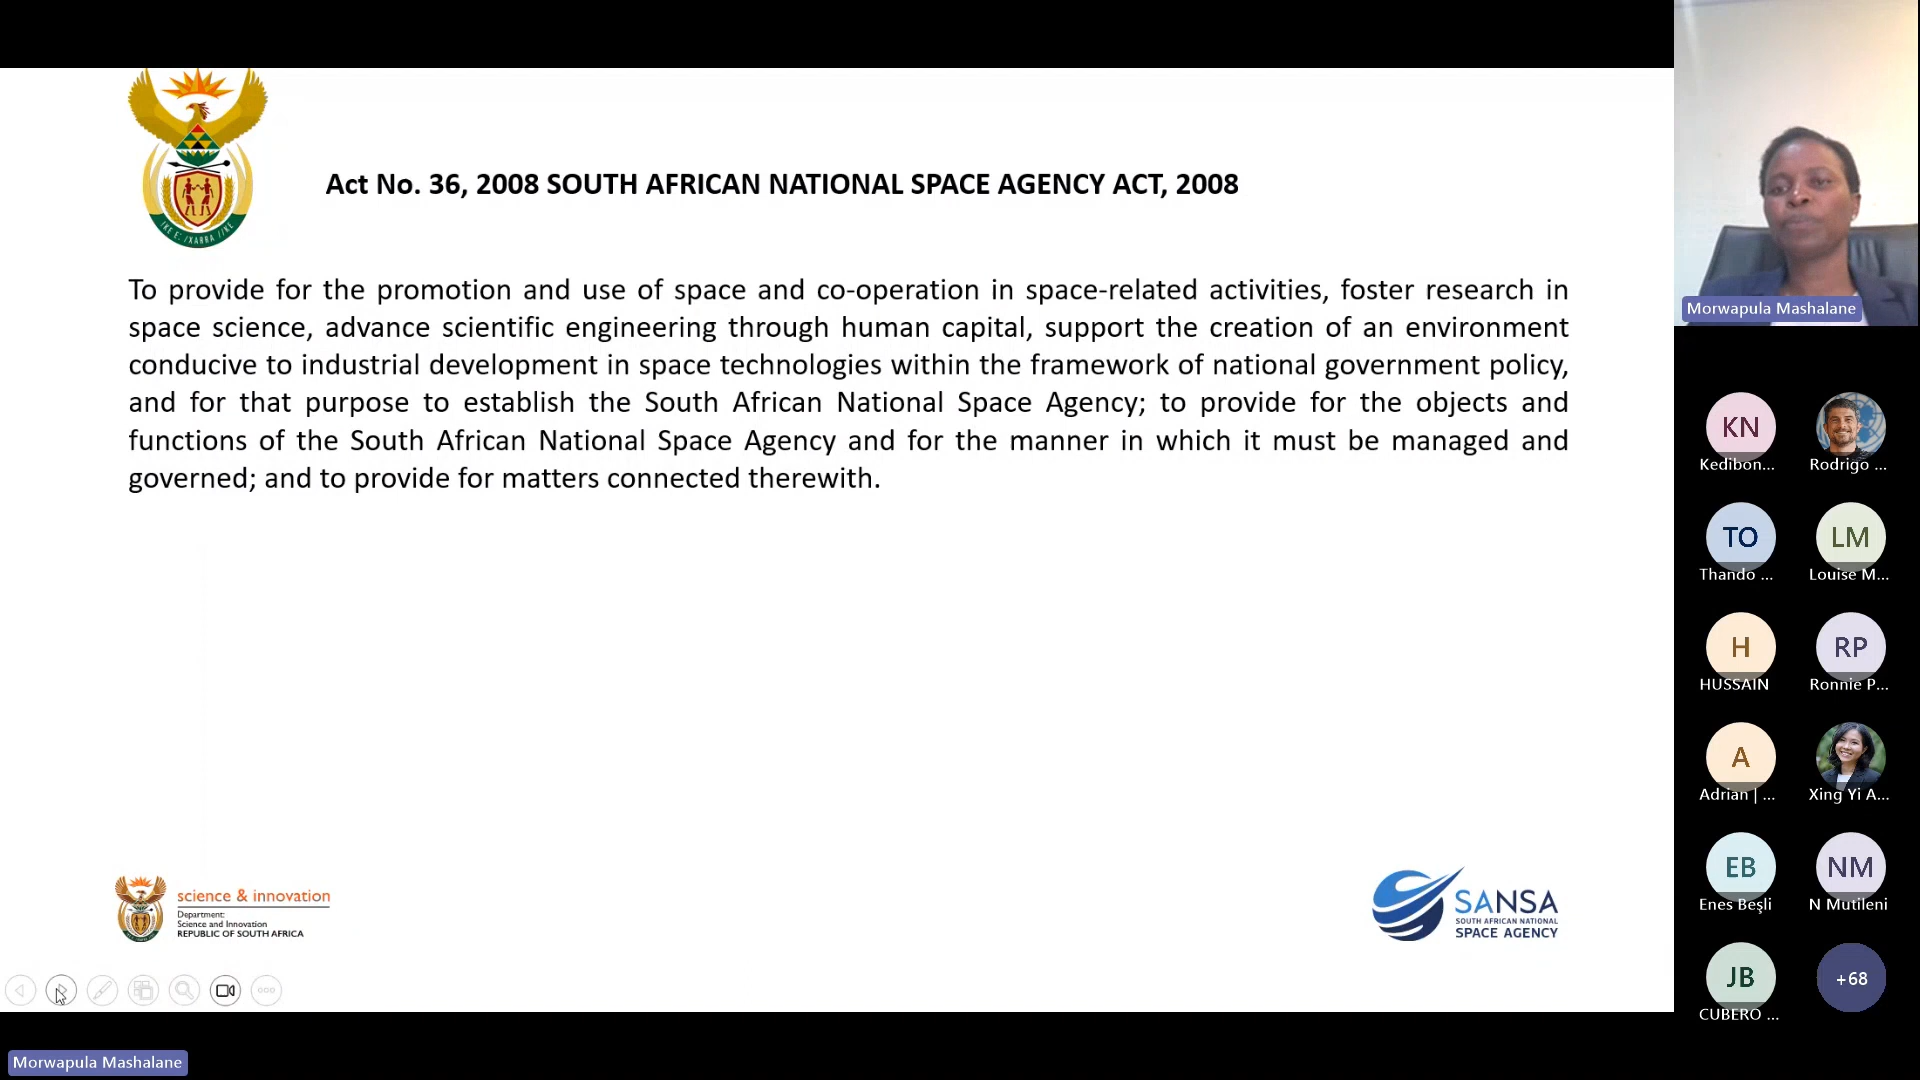 Act No. 36, 2008 SOUTH AFRICAN NATIONAL SPACE AGENCY ACT, 2008
To provide for the promotion and use of space and co-operation in space-related activities, foster research in
space science, advance scientific engineering through human capital, support the creation of an environment
conducive to industrial development in space technologies within the framework of national government policy,
and for that purpose to establish the South African National Space Agency; to provide for the objects and
functions of the South African National Space Agency and for the manner in which it must be managed and
governed; and to provide for matters connected therewith.
!KE E: /XARRA //KE
science & innovation
Department:
Science and Innovation
REPUBLIC OF SOUTH AFRICA
SANSA
SOUTH AFRICAN NATIONAL
SPACE AGENCY
Morwapula Mashalane
Morwapula Mashalane
KN
Kedibon...
Rodrigo ...
TO
Thando ...
LM
Louise M...
H
HUSSAIN
RP
Ronnie P...
A
Adrian | ...
Xing Yi A...
EB
Enes Beşli
NM
N Mutileni
JB
CUBERO ...
+68